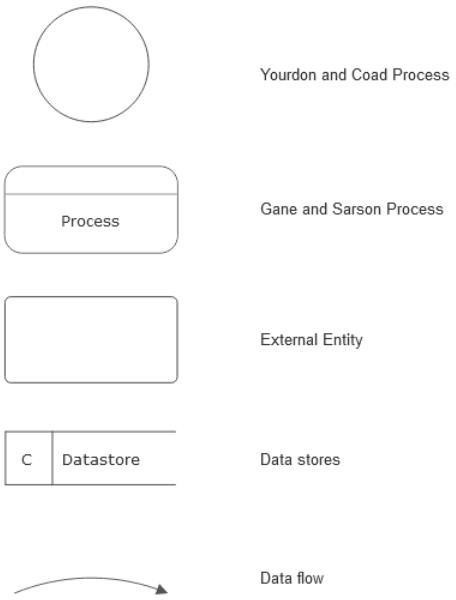 Yourdon and Coad Process
Process
Gane and Sarson Process
External Entity
C
Datastore
Data stores
Data flow